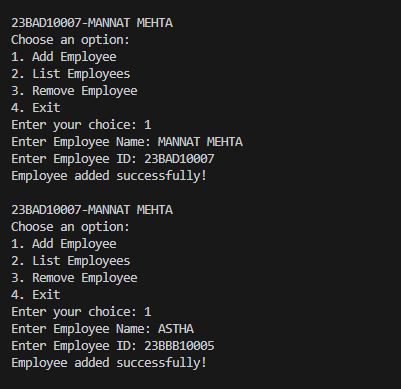 23BAD10007-MANNAT MEHTA
Choose an option:
1. Add Employee
2. List Employees
3. Remove Employee
4. Exit
Enter your choice: 1
Enter Employee Name: MANNAT MEHTA
Enter Employee ID: 23BAD10007
Employee added successfully!
23BAD10007-MANNAT MEHTA
Choose an option:
1. Add Employee
2. List Employees
3. Remove Employee
4. Exit
Enter your choice: 1
Enter Employee Name: ASTHA
Enter Employee ID: 23BBB10005
Employee added successfully!